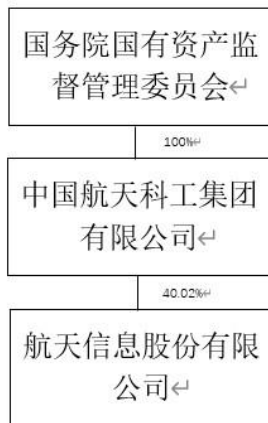 国务院国有资产监
督管理委员会↵
100%↵
中国航天科工集团
有限公司↵
40.02%↵
航天信息股份有限
公司↵